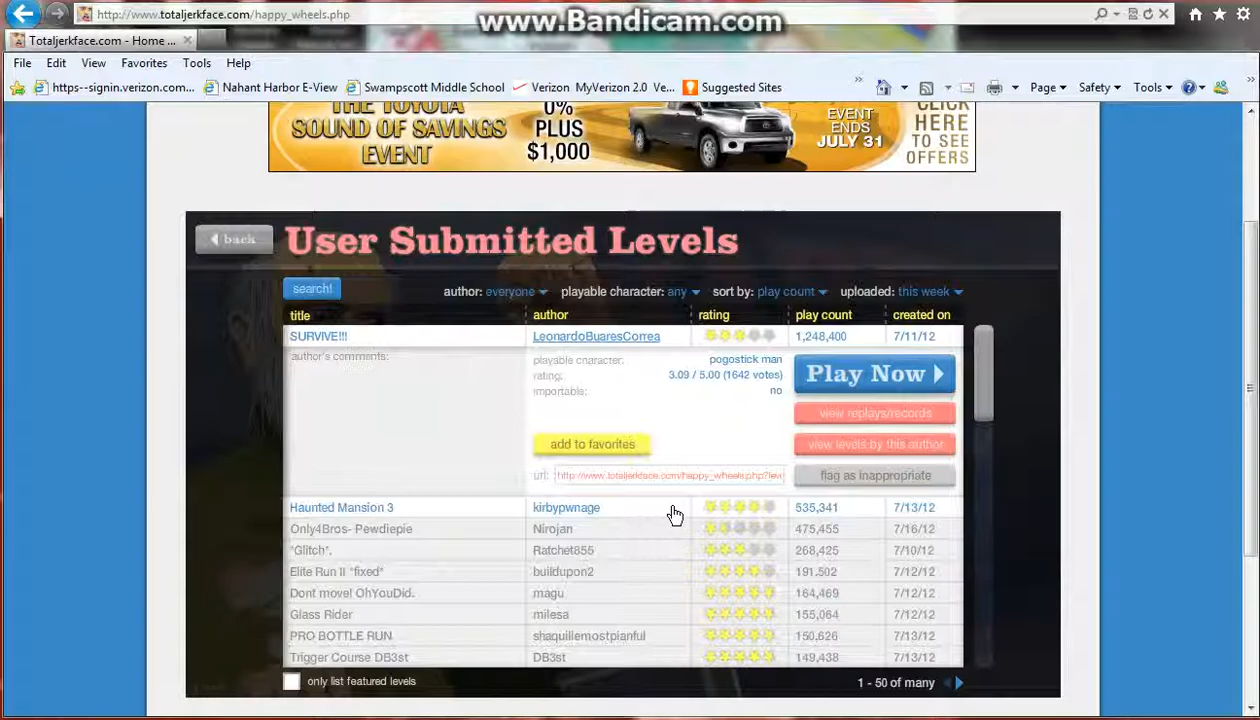 www.Bandicam.com
http://www.totaljerkface.com/happy_wheels.php
Totaljerkface.com - Home ...
File Edit View Favorites Tools Help
https--signin.verizon.com... Nahant Harbor E-View Swampscott Middle School Verizon MyVerizon 2.0 Ve... Suggested Sites Page Safety Tools
THE TOYOTA SOUND OF SAVINGS EVENT
0% PLUS $1,000
EVENT ENDS JULY 31
CLICK HERE TO SEE OFFERS
back User Submitted Levels
search! author: everyone playable character: any sort by: play count uploaded: this week
title author rating play count created on
SURVIVE!!! LeonardoBuaresCorrea 1,248,400 7/11/12
author's comments: playable character: pogostick man
rating: 3.09 / 5.00 (1642 votes)
importable: no
Play Now
view replays/records
add to favorites view levels by this author
url: http://www.totaljerkface.com/happy_wheels.php?lev flag as inappropriate
Haunted Mansion 3 kirbypwnage 535,341 7/13/12
Only4Bros- Pewdiepie Nirojan 475,455 7/16/12
*Glitch*. Ratchet855 268,425 7/10/12
Elite Run II *fixed* buildupon2 191,502 7/12/12
Dont move! OhYouDid. magu 164,469 7/12/12
Glass Rider milesa 155,064 7/12/12
PRO BOTTLE RUN shaquillemostpianful 150,626 7/13/12
Trigger Course DB3st DB3st 149,438 7/13/12
only list featured levels 1 - 50 of many